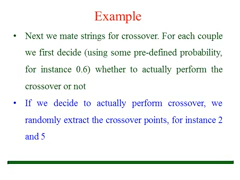 Example
• Next we mate strings for crossover. For each couple
we first decide (using some pre-defined probability,
for instance 0.6) whether to actually perform the
crossover or not
• If we decide to actually perform crossover, we
randomly extract the crossover points, for instance 2
and 5